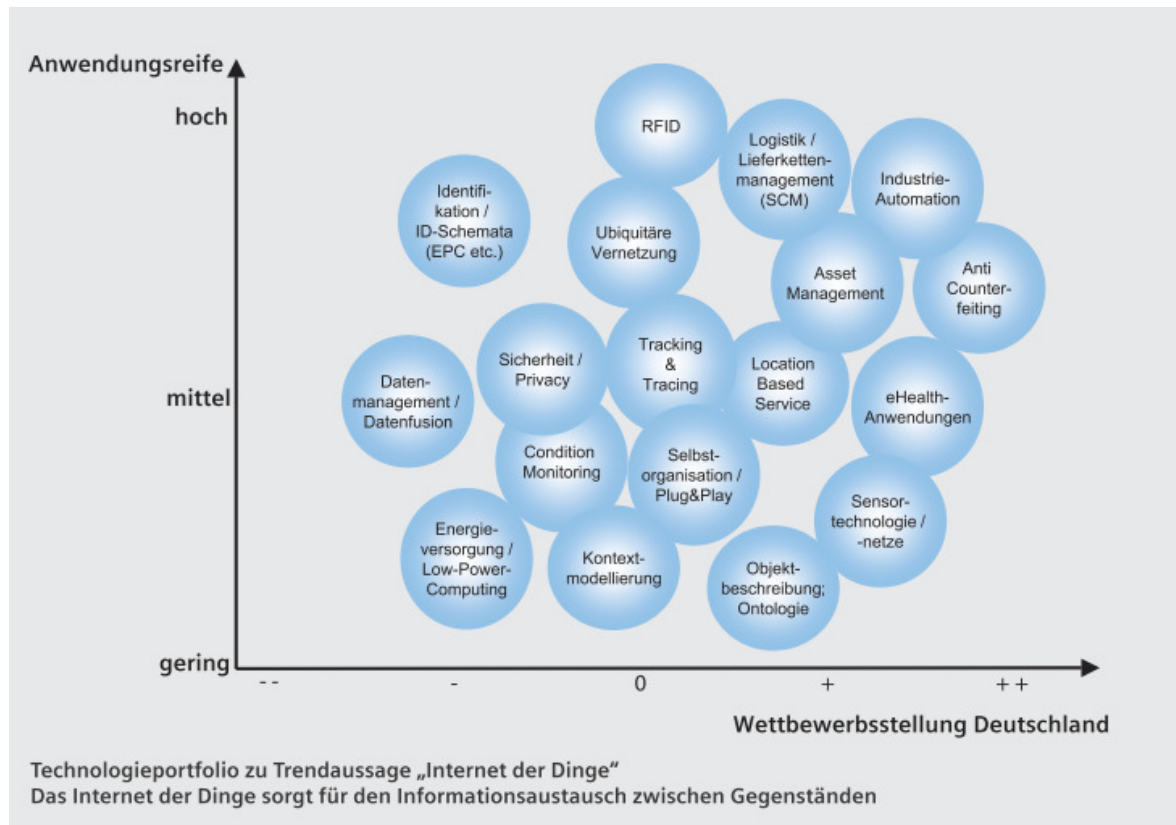 Anwendungsreife
hoch
RFID
Logistik /
Lieferketten-
management
(SCM)
Industrie-
Automation
Identifi-
kation /
ID-Schemata
(EPC etc.)
Ubiquitäre
Vernetzung
Asset
Management
Anti
Counter-
feiting
Sicherheit /
Privacy
Tracking
&
Tracing
Location
Based
Service
mittel
Daten-
management /
Datenfusion
eHealth-
Anwendungen
Condition
Monitoring
Selbst-
organisation /
Plug&Play
Sensor-
technologie /
-netze
Energie-
versorgung /
Low-Power-
Computing
Kontext-
modellierung
Objekt-
beschreibung;
Ontologie
gering
-- - 0 + ++
Wettbewerbsstellung Deutschland
Technologieportfolio zu Trendaussage „Internet der Dinge“
Das Internet der Dinge sorgt für den Informationsaustausch zwischen Gegenständen